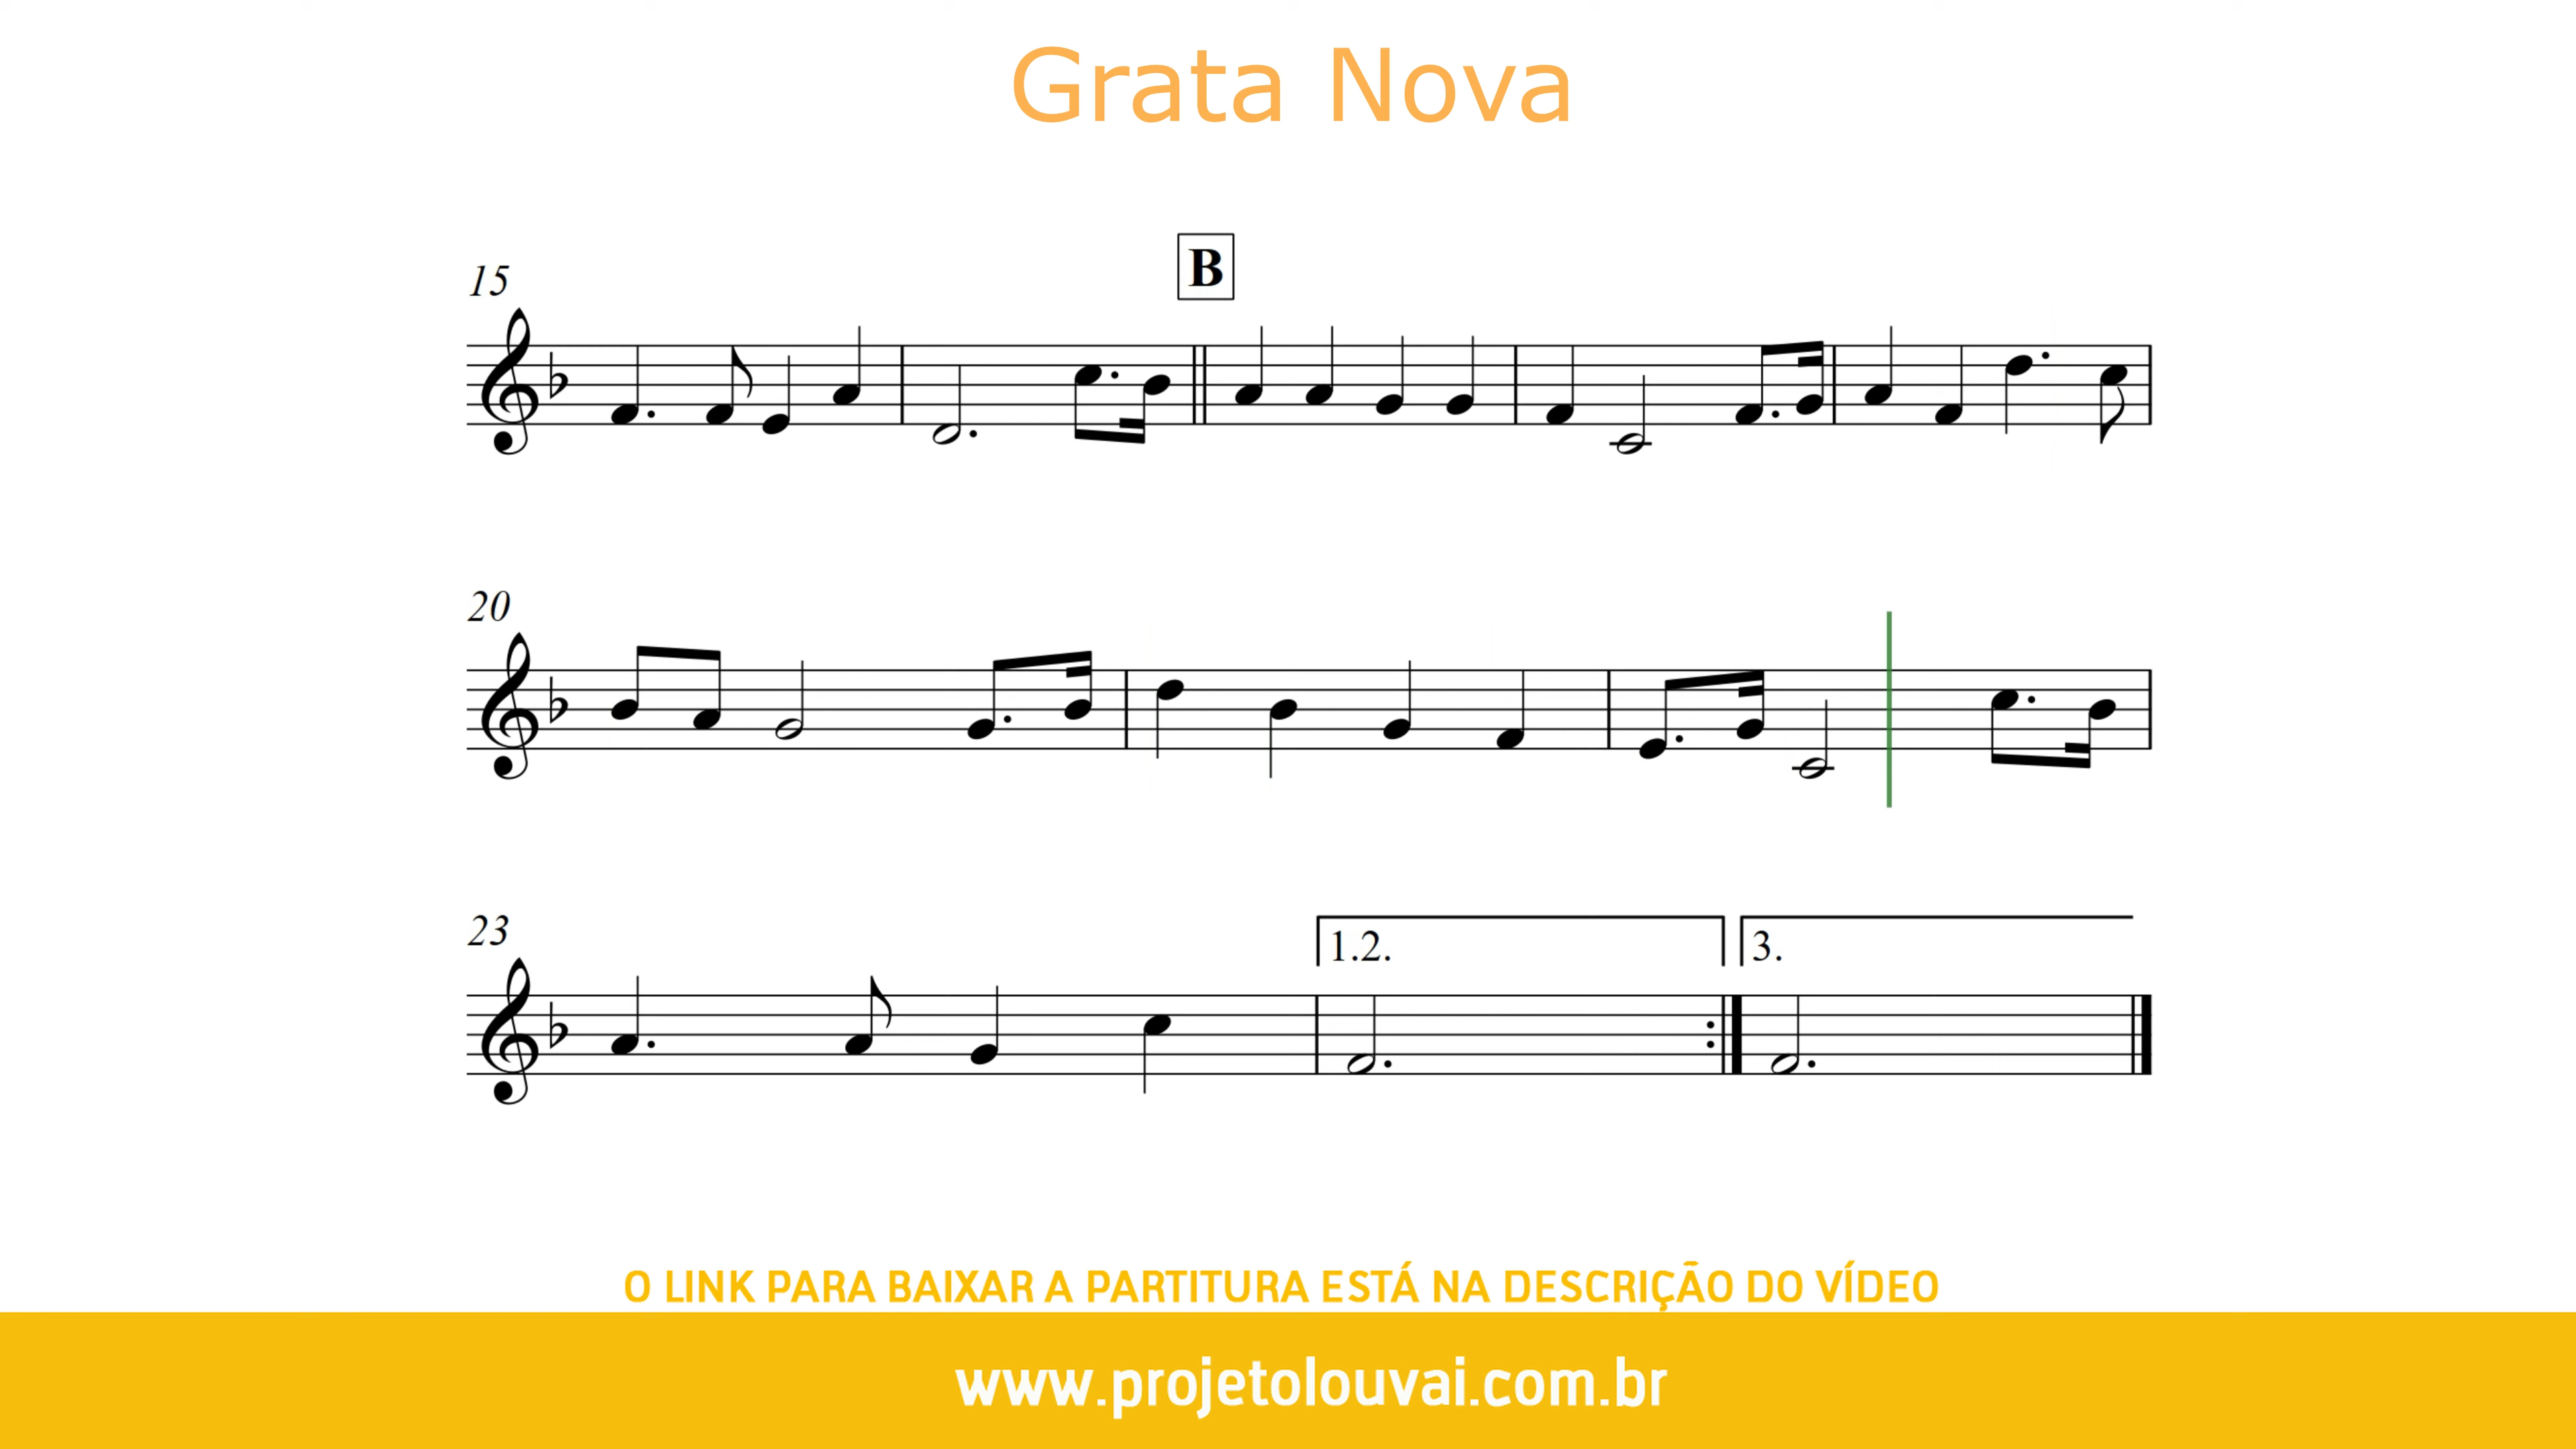 Grata Nova
B
15
20
23
1.2.
3.
O LINK PARA BAIXAR A PARTITURA ESTÁ NA DESCRIÇÃO DO VÍDEO
www.projetolouvai.com.br